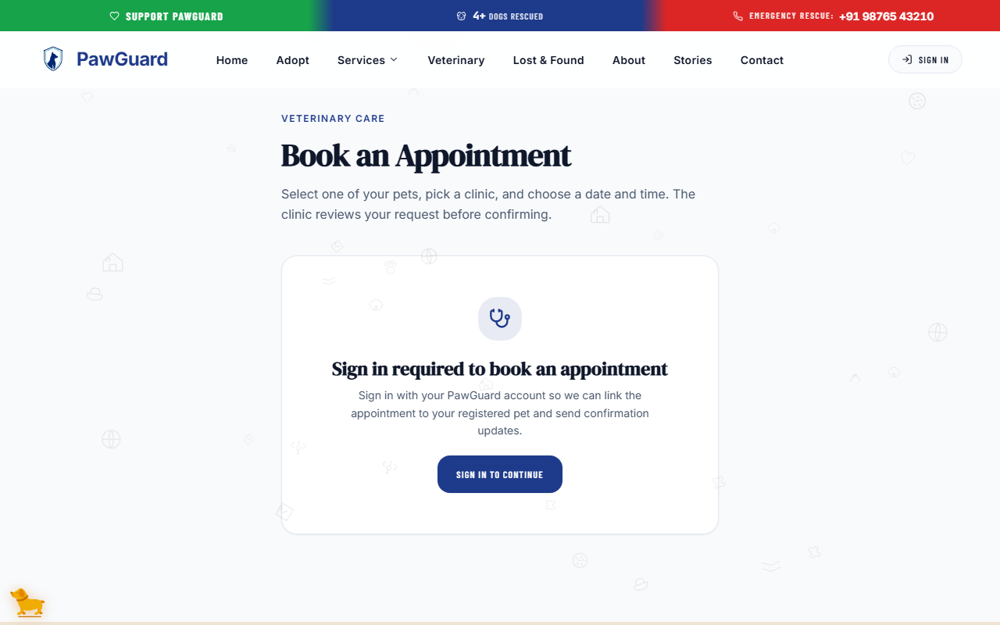 SUPPORT PAWGUARD
4+ DOGS RESCUED
EMERGENCY RESCUE: +91 98765 43210
PawGuard
Home
Adopt
Services
Veterinary
Lost & Found
About
Stories
Contact
SIGN IN
VETERINARY CARE
Book an Appointment
Select one of your pets, pick a clinic, and choose a date and time. The
clinic reviews your request before confirming.
Sign in required to book an appointment
Sign in with your PawGuard account so we can link the
appointment to your registered pet and send confirmation
updates.
SIGN IN TO CONTINUE